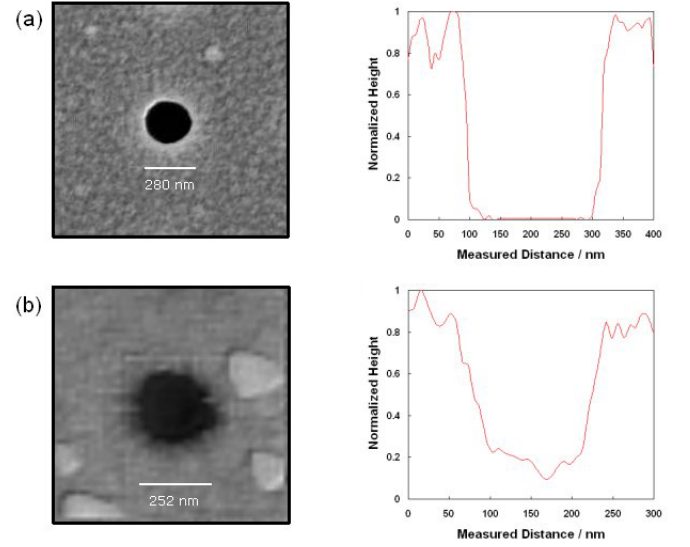 (a)
280 nm
Normalized Height
1
0.8
0.6
0.4
0.2
0
0 50 100 150 200 250 300 350 400
Measured Distance / nm
(b)
252 nm
Normalized Height
1
0.8
0.6
0.4
0.2
0
0 50 100 150 200 250 300
Measured Distance / nm